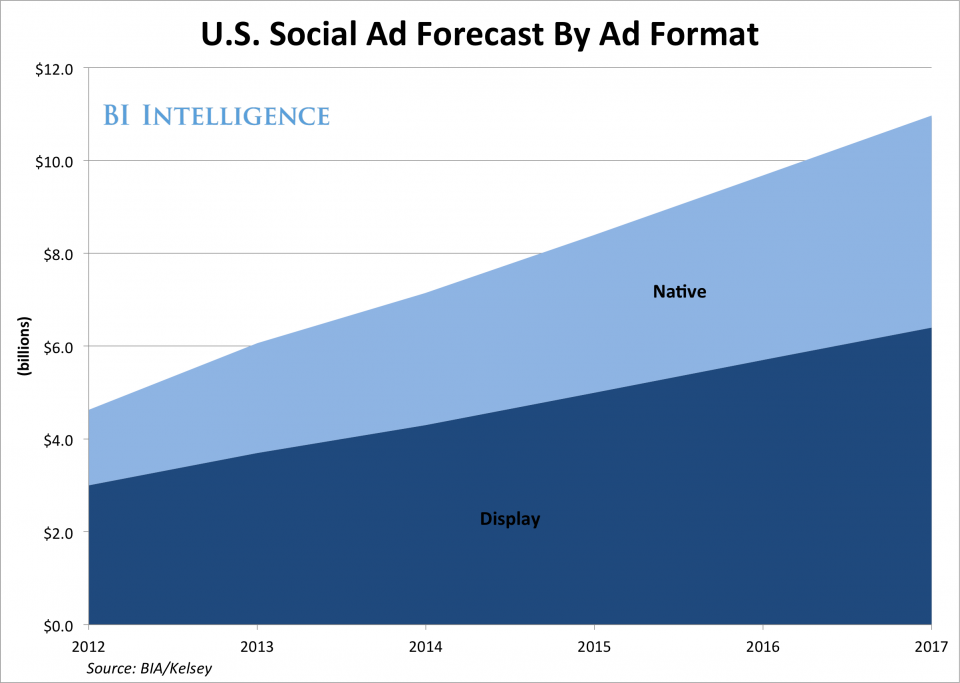 U.S. Social Ad Forecast By Ad Format
$12.0
BI INTELLIGENCE
$10.0
$8.0
Native
$6.0
(billions)
$4.0
Display
$2.0
$0.0
2012 2013 2014 2015 2016 2017
Source: BIA/Kelsey